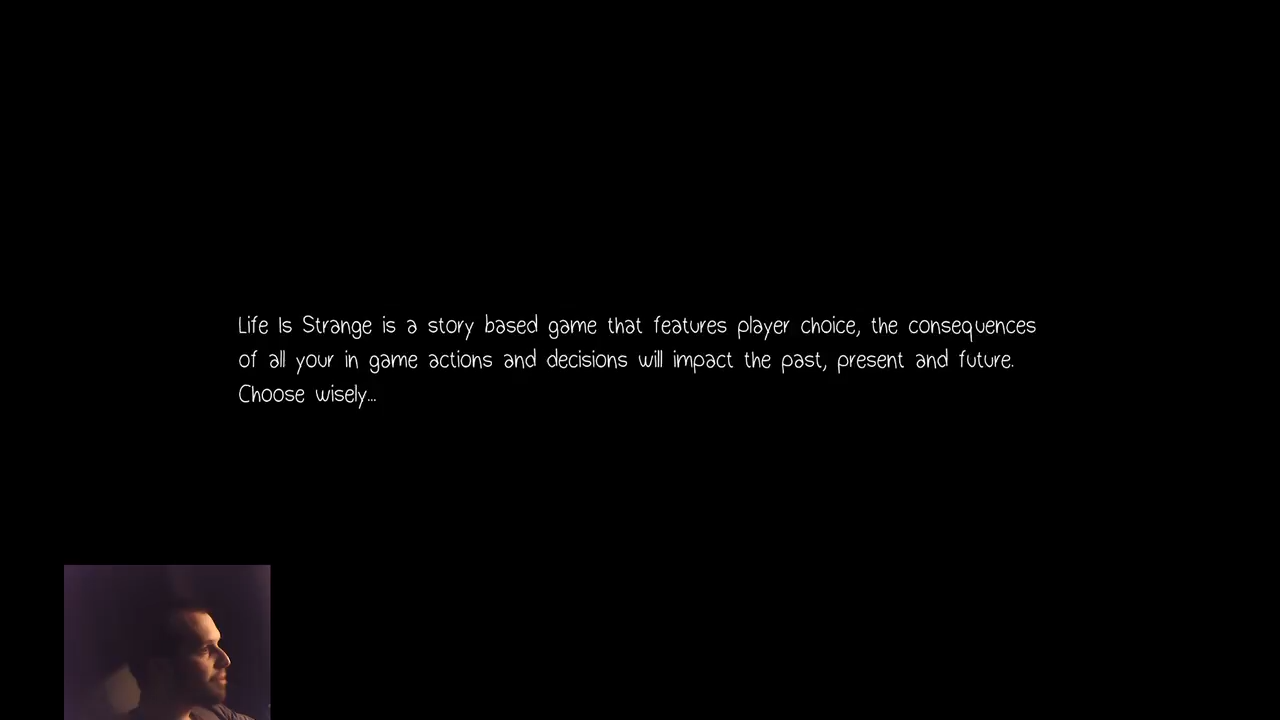 Life Is Strange is a story based game that features player choice, the consequences
of all your in game actions and decisions will impact the past, present and future.
Choose wisely...